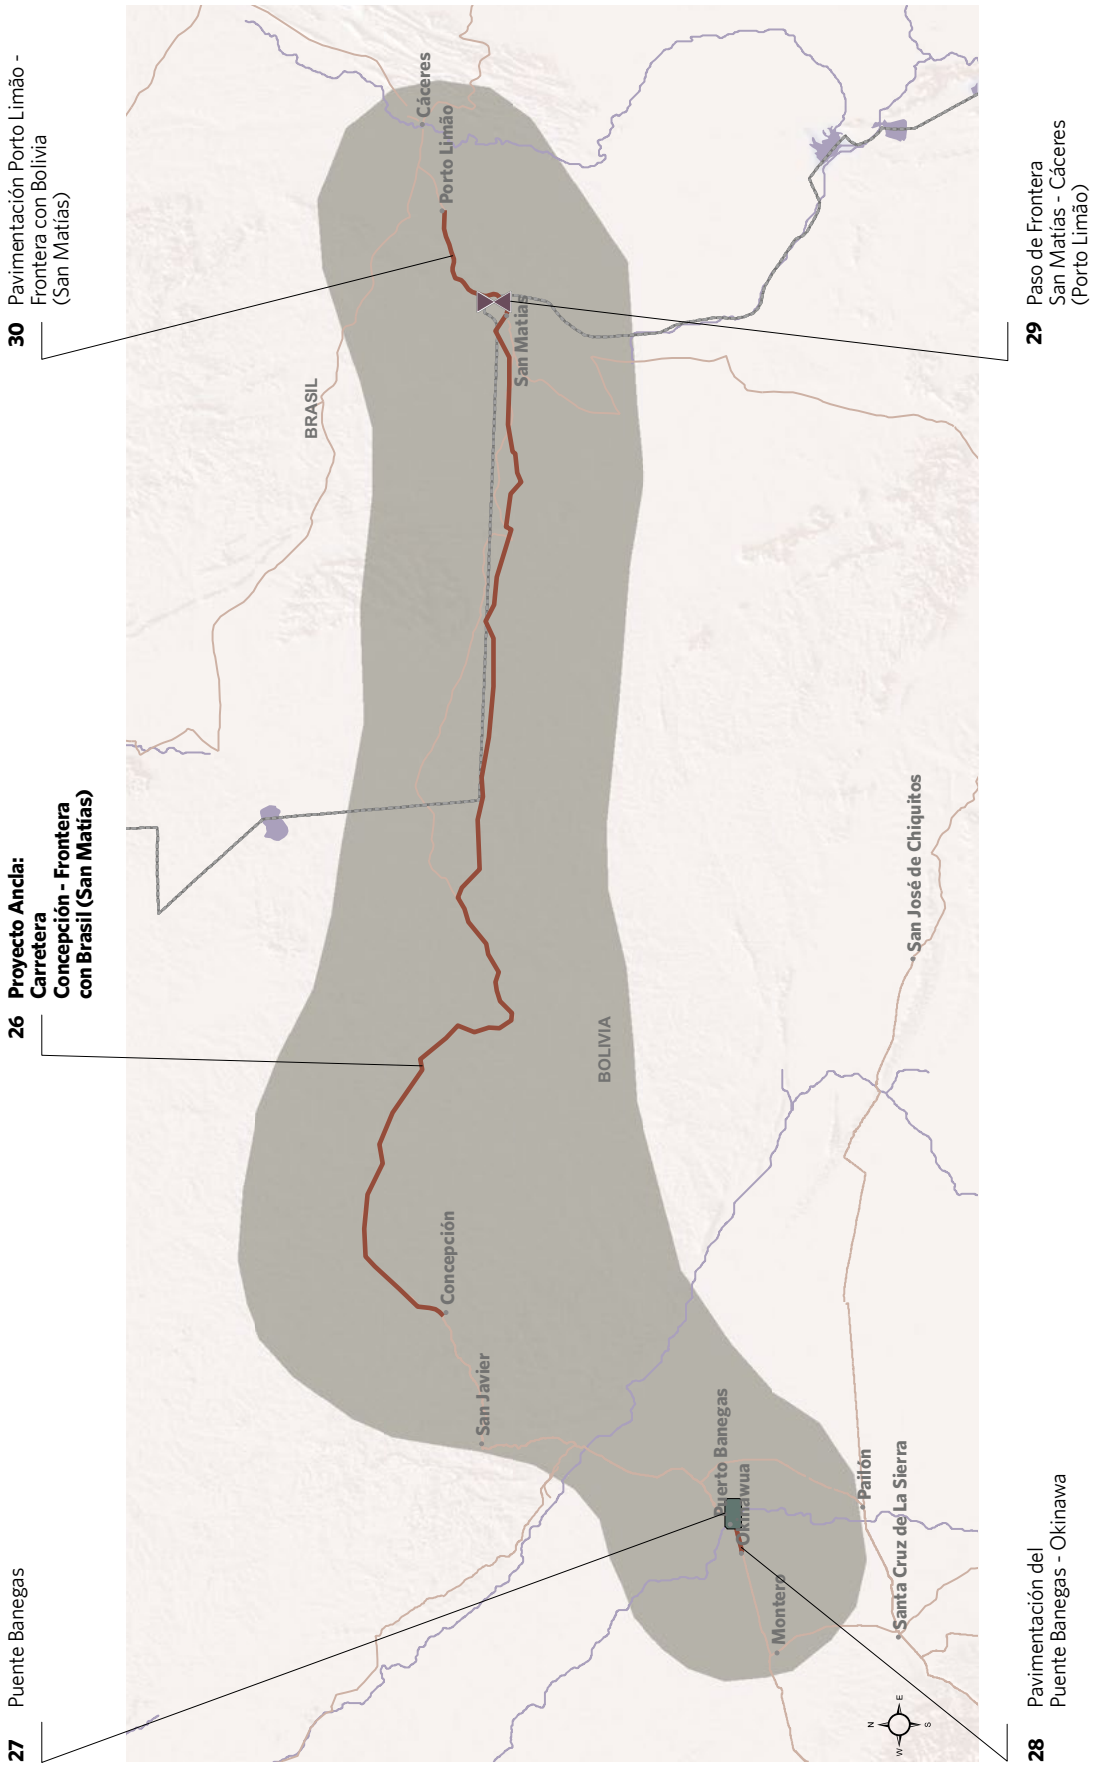 27 Puente Banegas
26 Proyecto Ancla:
Carretera
Concepción - Frontera
con Brasil (San Matías)
30 Pavimentación Porto Limão -
Frontera con Bolivia
(San Matías)
Cáceres
Porto Limão
BRASIL
San Matias
Concepción
San Javier
BOLIVIA
San José de Chiquitos
Puerto Banegas
Okinawua
Montero
Pailón
Santa Cruz de La Sierra
N
W
E
S
28 Pavimentación del
Puente Banegas - Okinawa
29 Paso de Frontera
San Matías - Cáceres
(Porto Limão)